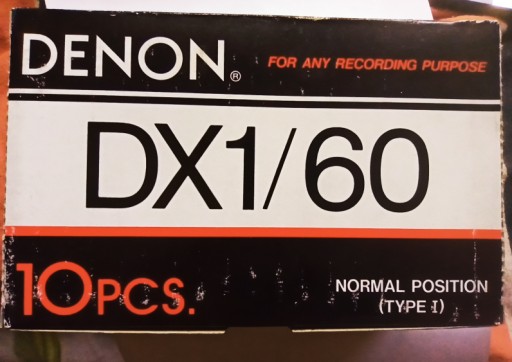 DENON® FOR ANY RECORDING PURPOSE
DX1/60
10PCS.
NORMAL POSITION
(TYPE I)